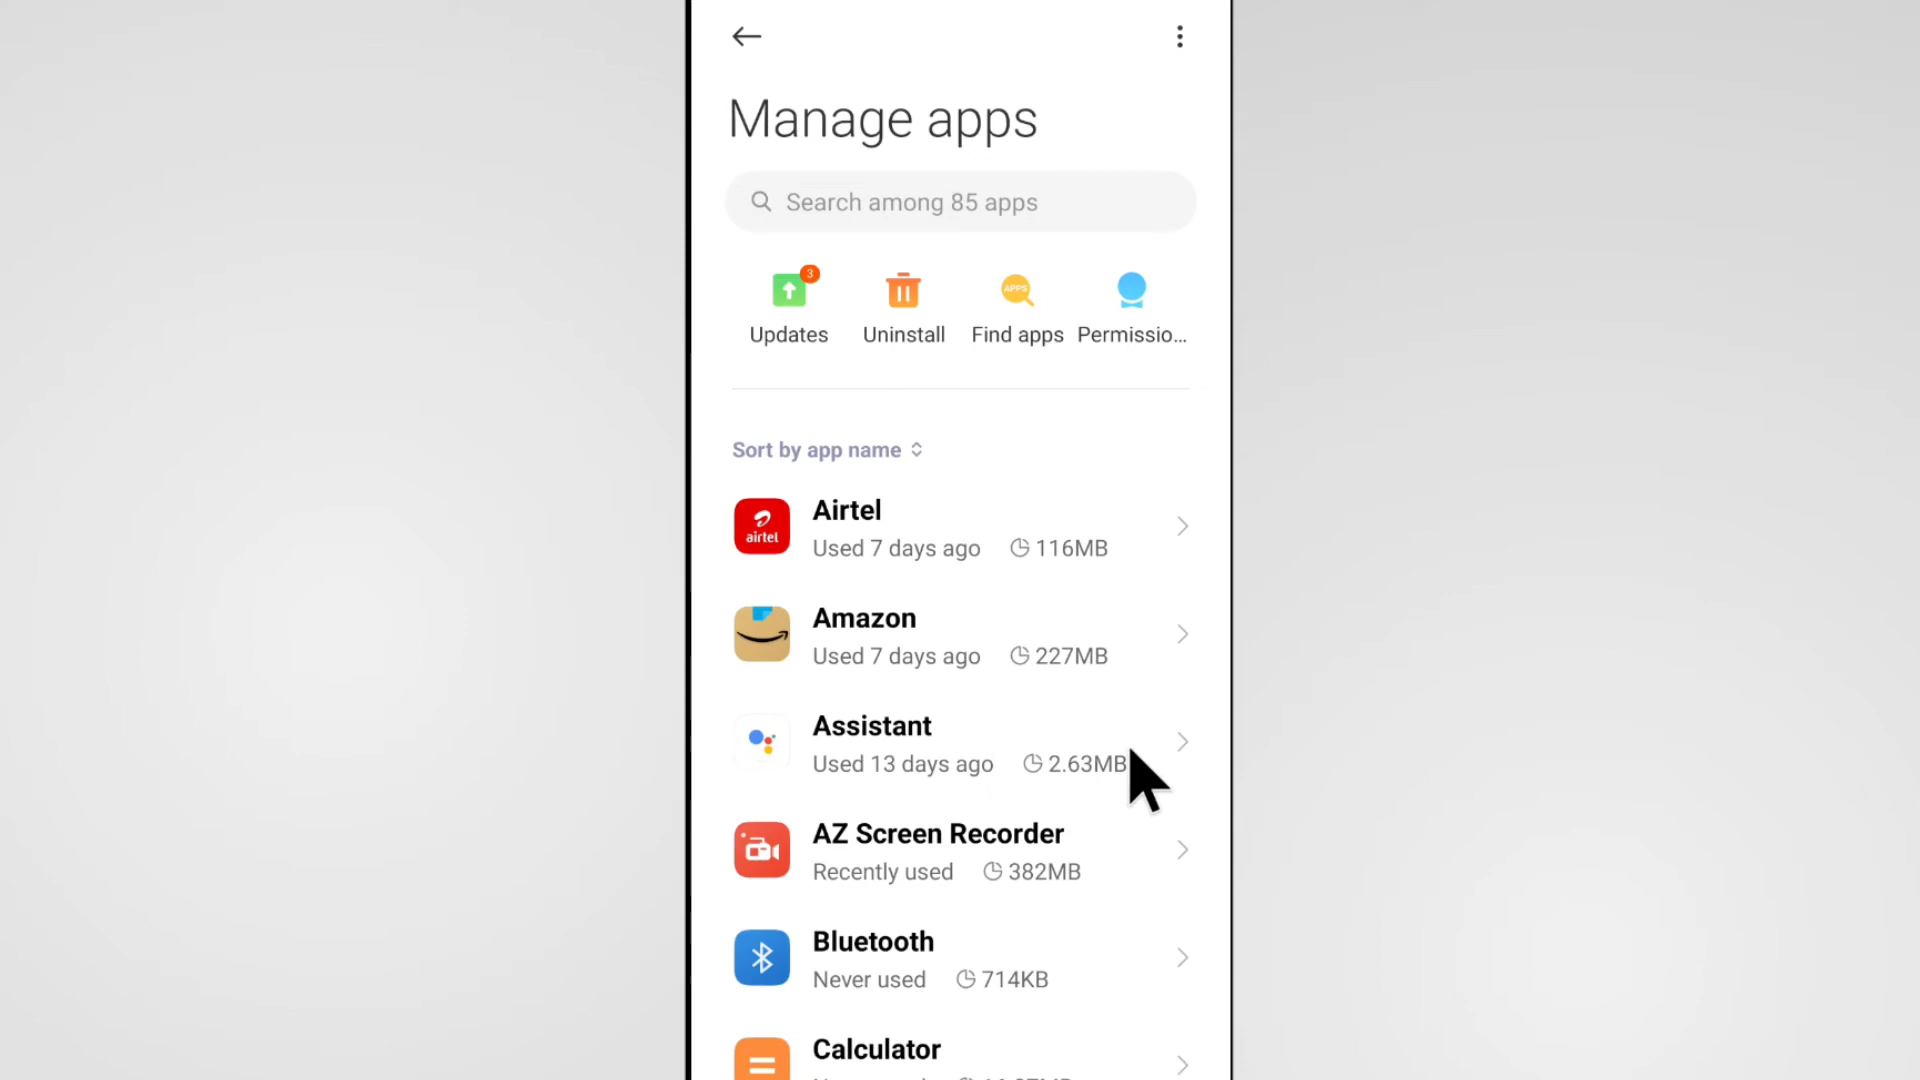 Manage apps
Search among 85 apps
3
APPS
Updates Uninstall Find apps Permissio...
Sort by app name
airtel
Airtel
Used 7 days ago 116MB
Amazon
Used 7 days ago 227MB
Assistant
Used 13 days ago 2.63MB
AZ Screen Recorder
Recently used 382MB
Bluetooth
Never used 714KB
Calculator